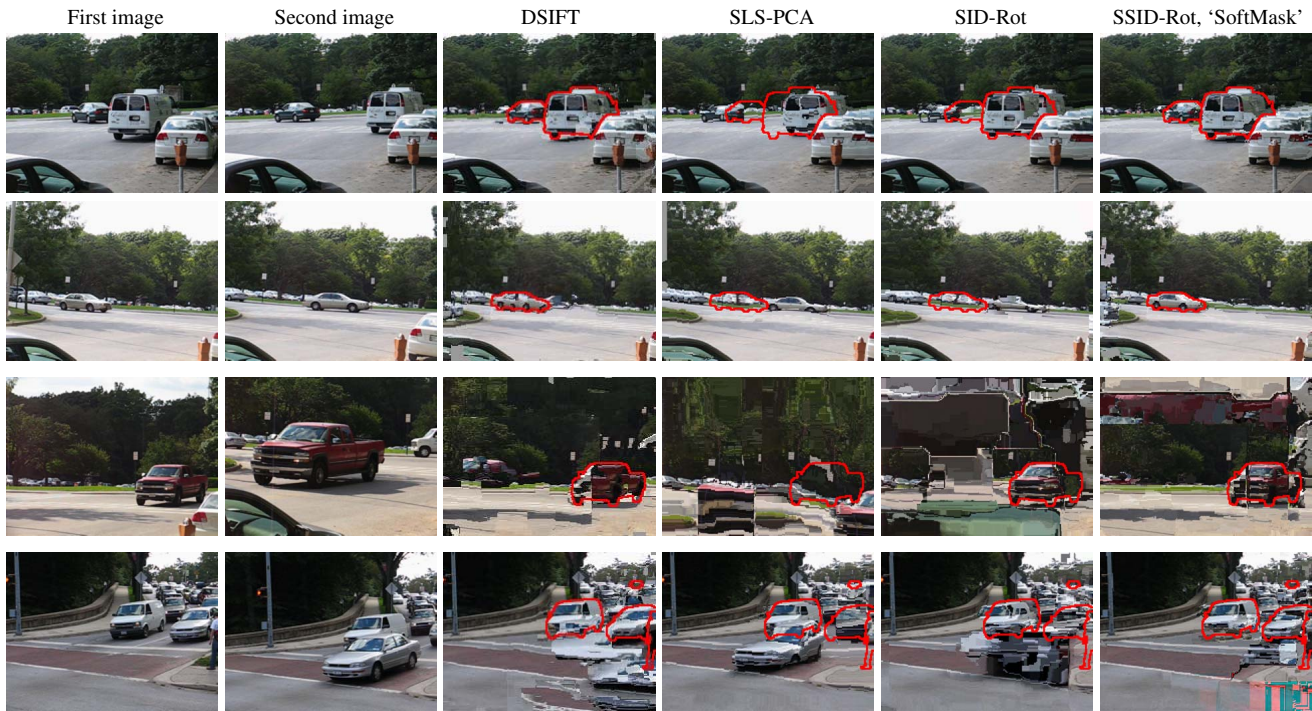 First image
Second image
DSIFT
SLS-PCA
SID-Rot
SSID-Rot, ‘SoftMask’